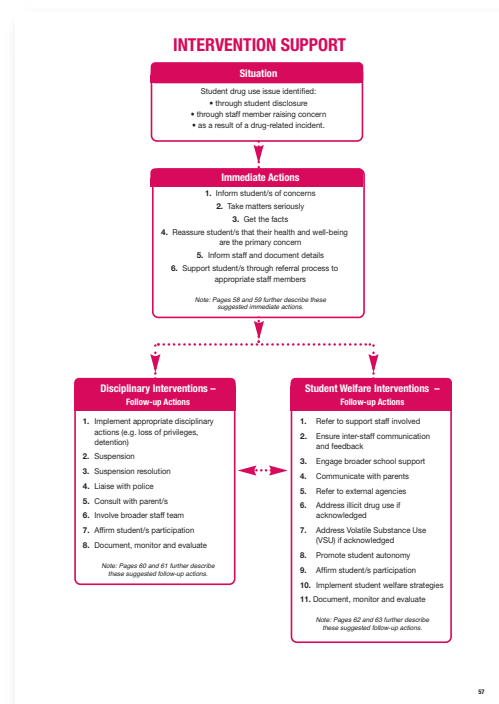 INTERVENTION SUPPORT
Situation
Student drug use issue identified:
• through student disclosure
• through staff member raising concern
• as a result of a drug-related incident.
Immediate Actions
1. Inform student/s of concerns
2. Take matters seriously
3. Get the facts
4. Reassure student/s that their health and well-being
are the primary concern
5. Inform staff and document details
6. Support student/s through referral process to
appropriate staff members
Note: Pages 58 and 59 further describe these
suggested immediate actions.
Disciplinary Interventions –
Follow-up Actions
1. Implement appropriate disciplinary
actions (e.g. loss of privileges,
detention)
2. Suspension
3. Suspension resolution
4. Liaise with police
5. Consult with parent/s
6. Involve broader staff team
7. Affirm student/s participation
8. Document, monitor and evaluate
Note: Pages 60 and 61 further describe
these suggested follow-up actions.
Student Welfare Interventions –
Follow-up Actions
1. Refer to support staff involved
2. Ensure inter-staff communication
and feedback
3. Engage broader school support
4. Communicate with parents
5. Refer to external agencies
6. Address illicit drug use if
acknowledged
7. Address Volatile Substance Use
(VSU) if acknowledged
8. Promote student autonomy
9. Affirm student/s participation
10. Implement student welfare strategies
11. Document, monitor and evaluate
Note: Pages 62 and 63 further describe
these suggested follow-up actions.
57